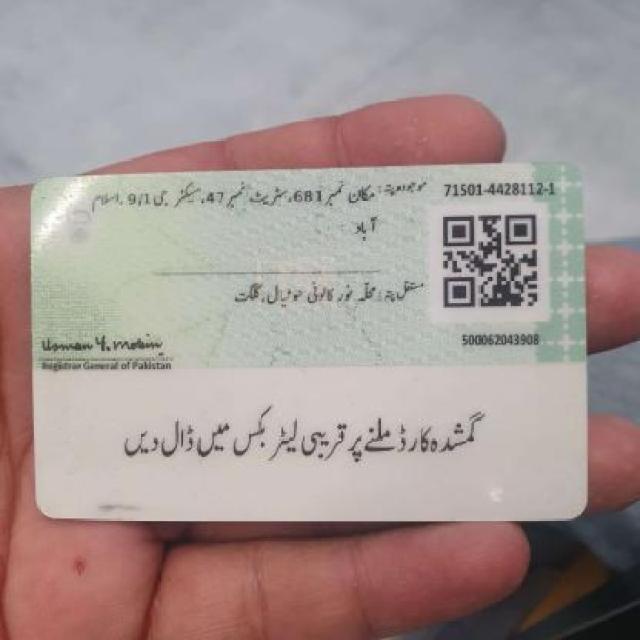 71501-4428112-1
موجودہ پتہ: مکان نمبر 681، سٹریٹ نمبر 47، سیکٹر جی 9/1، اسلام
آباد
مستقل پتہ: محلہ نور کالونی جوٹیال، گلگت
500062043908
Usman Y. Mobin
Registrar General of Pakistan
گمشدہ کارڈ ملنے پر قریبی لیٹر بکس میں ڈال دیں